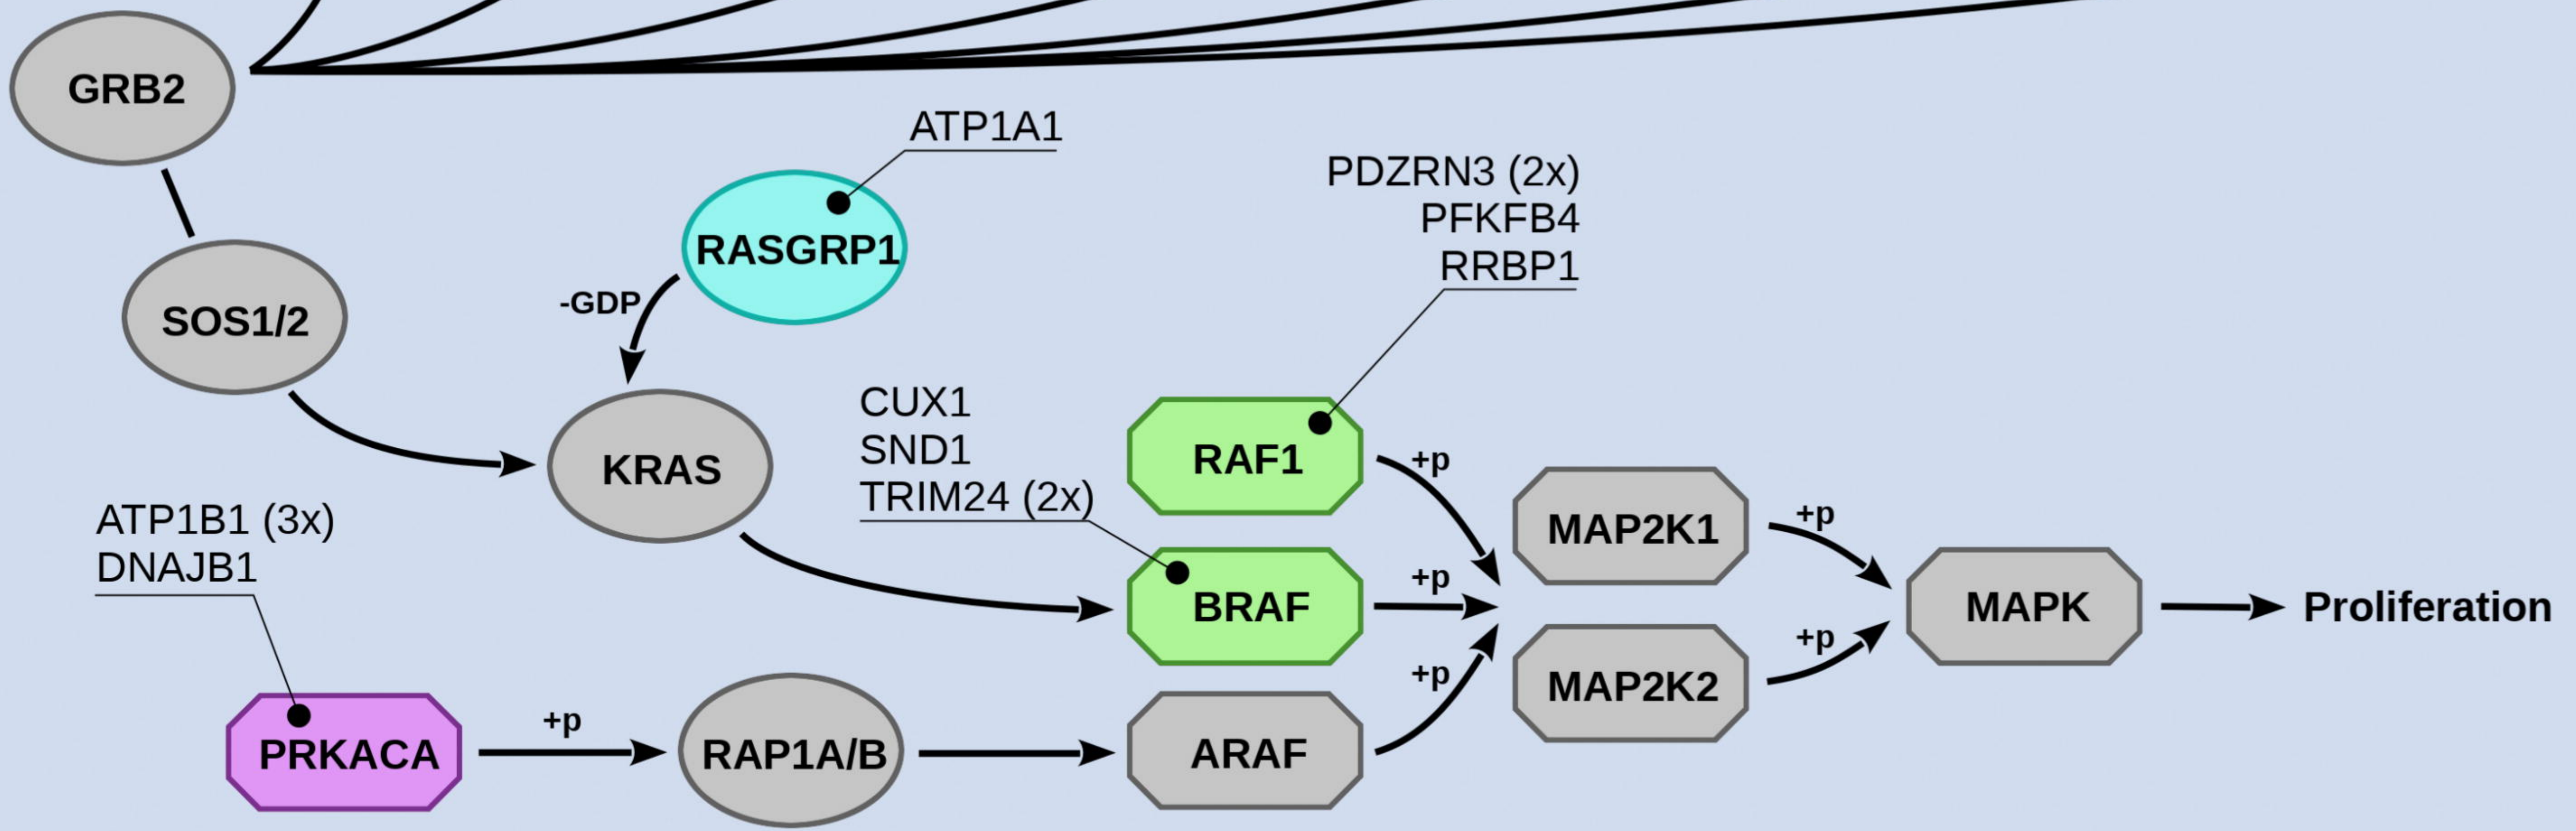 GRB2
ATP1A1
PDZRN3 (2x)
PFKFB4
RRBP1
RASGRP1
-GDP
SOS1/2
CUX1
SND1
TRIM24 (2x)
KRAS
RAF1
+p
ATP1B1 (3x)
DNAJB1
MAP2K1
+p
BRAF
+p
MAPK
Proliferation
+p
MAP2K2
+p
PRKACA
+p
RAP1A/B
ARAF